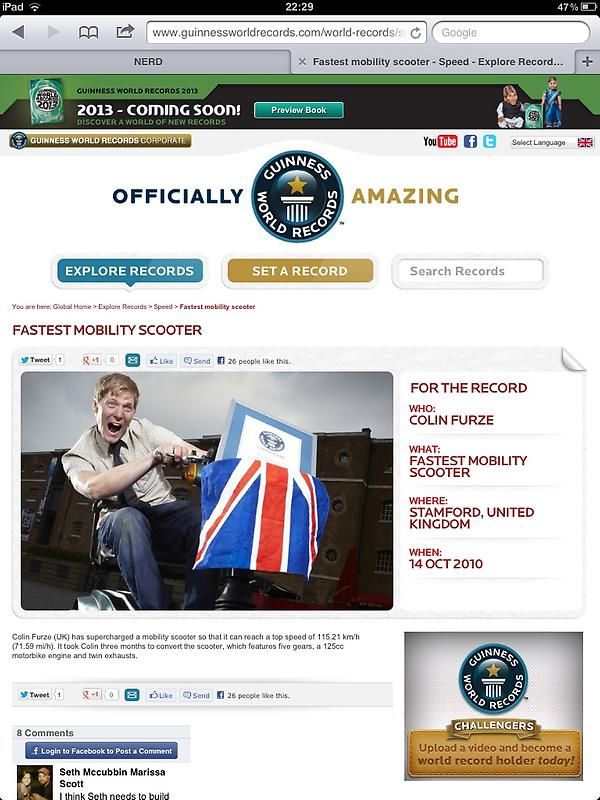 iPad 22:29 47%
www.guinnessworldrecords.com/world-records/s
Google
NERD
Fastest mobility scooter - Speed - Explore Record...
GUINNESS WORLD RECORDS 2013
2013 - COMING SOON!
DISCOVER A WORLD OF NEW RECORDS
Preview Book
GUINNESS WORLD RECORDS CORPORATE
YouTube
Select Language
OFFICIALLY
GUINNESS
WORLD RECORDS
™
AMAZING
EXPLORE RECORDS
SET A RECORD
Search Records
You are here: Global Home > Explore Records > Speed > Fastest mobility scooter
FASTEST MOBILITY SCOOTER
Tweet 1 +1 0 Like Send 26 people like this.
FOR THE RECORD
WHO:
COLIN FURZE
WHAT:
FASTEST MOBILITY
SCOOTER
WHERE:
STAMFORD, UNITED
KINGDOM
WHEN:
14 OCT 2010
Colin Furze (UK) has supercharged a mobility scooter so that it can reach a top speed of 115.21 km/h
(71.59 mi/h). It took Colin three months to convert the scooter, which features five gears, a 125cc
motorbike engine and twin exhausts.
Tweet 1 +1 0 Like Send 26 people like this.
GUINNESS
WORLD RECORDS
CHALLENGERS
Upload a video and become a
world record holder today!
8 Comments
Login to Facebook to Post a Comment
Seth Mccubbin Marissa
Scott
I think Seth needs to build